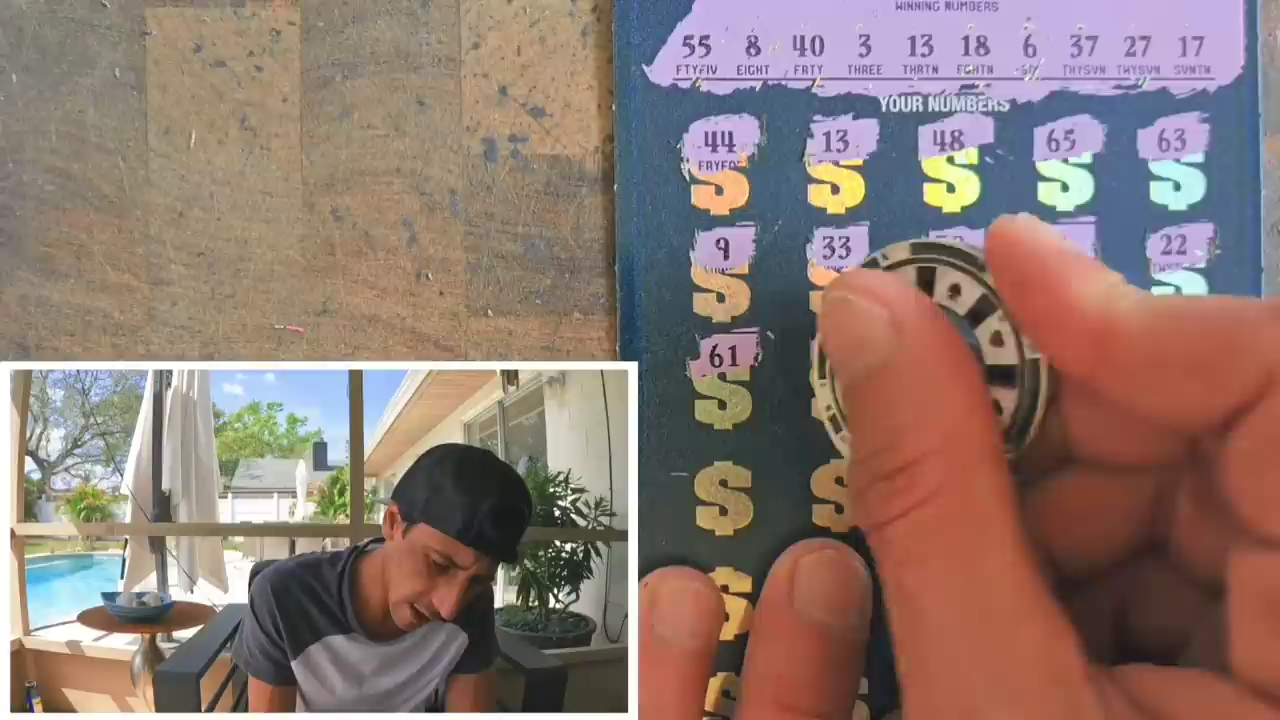 WINNING NUMBERS
55 8 40 3 13 18 6 37 27 17
FTYFIV EIGHT FRTY THREE THRTN EGHTN THYSVN TWYSVN SVNTN
YOUR NUMBERS
44 13 48 65 63
$ $ $ $ $
9 33 22
$ $ $
61
$
$ $
$
$